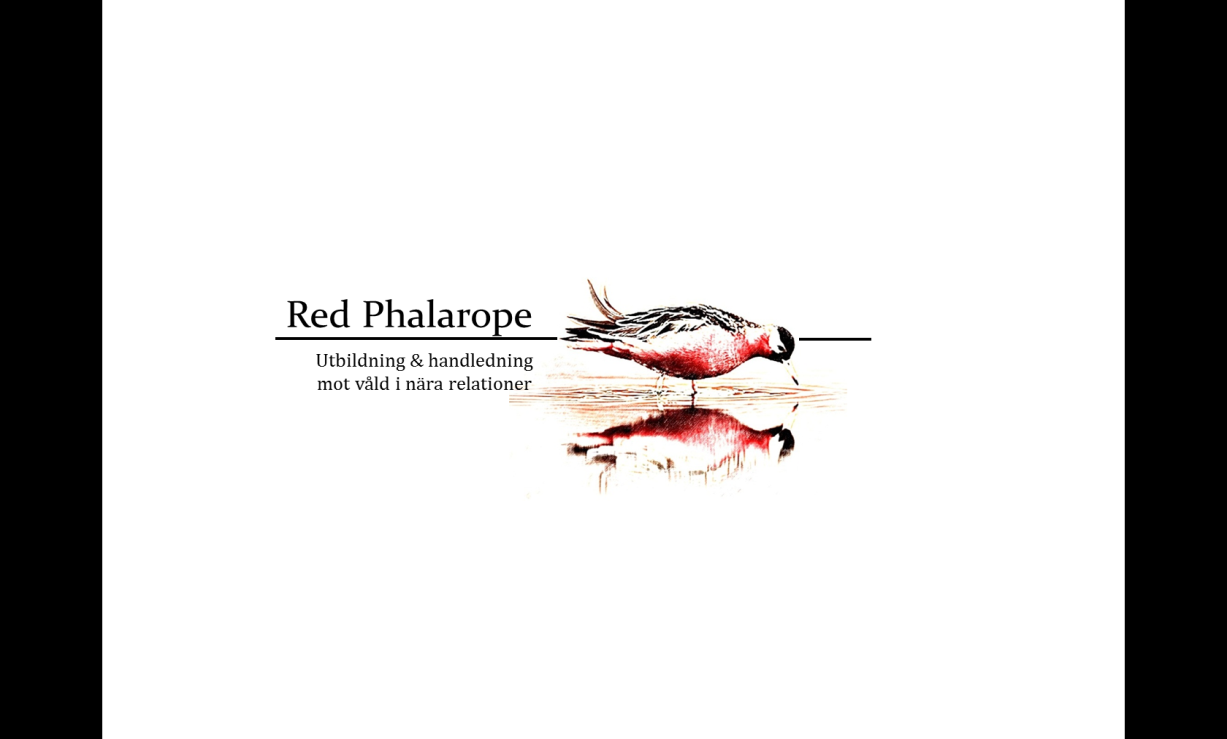 Red Phalarope
Utbildning & handledning
mot våld i nära relationer